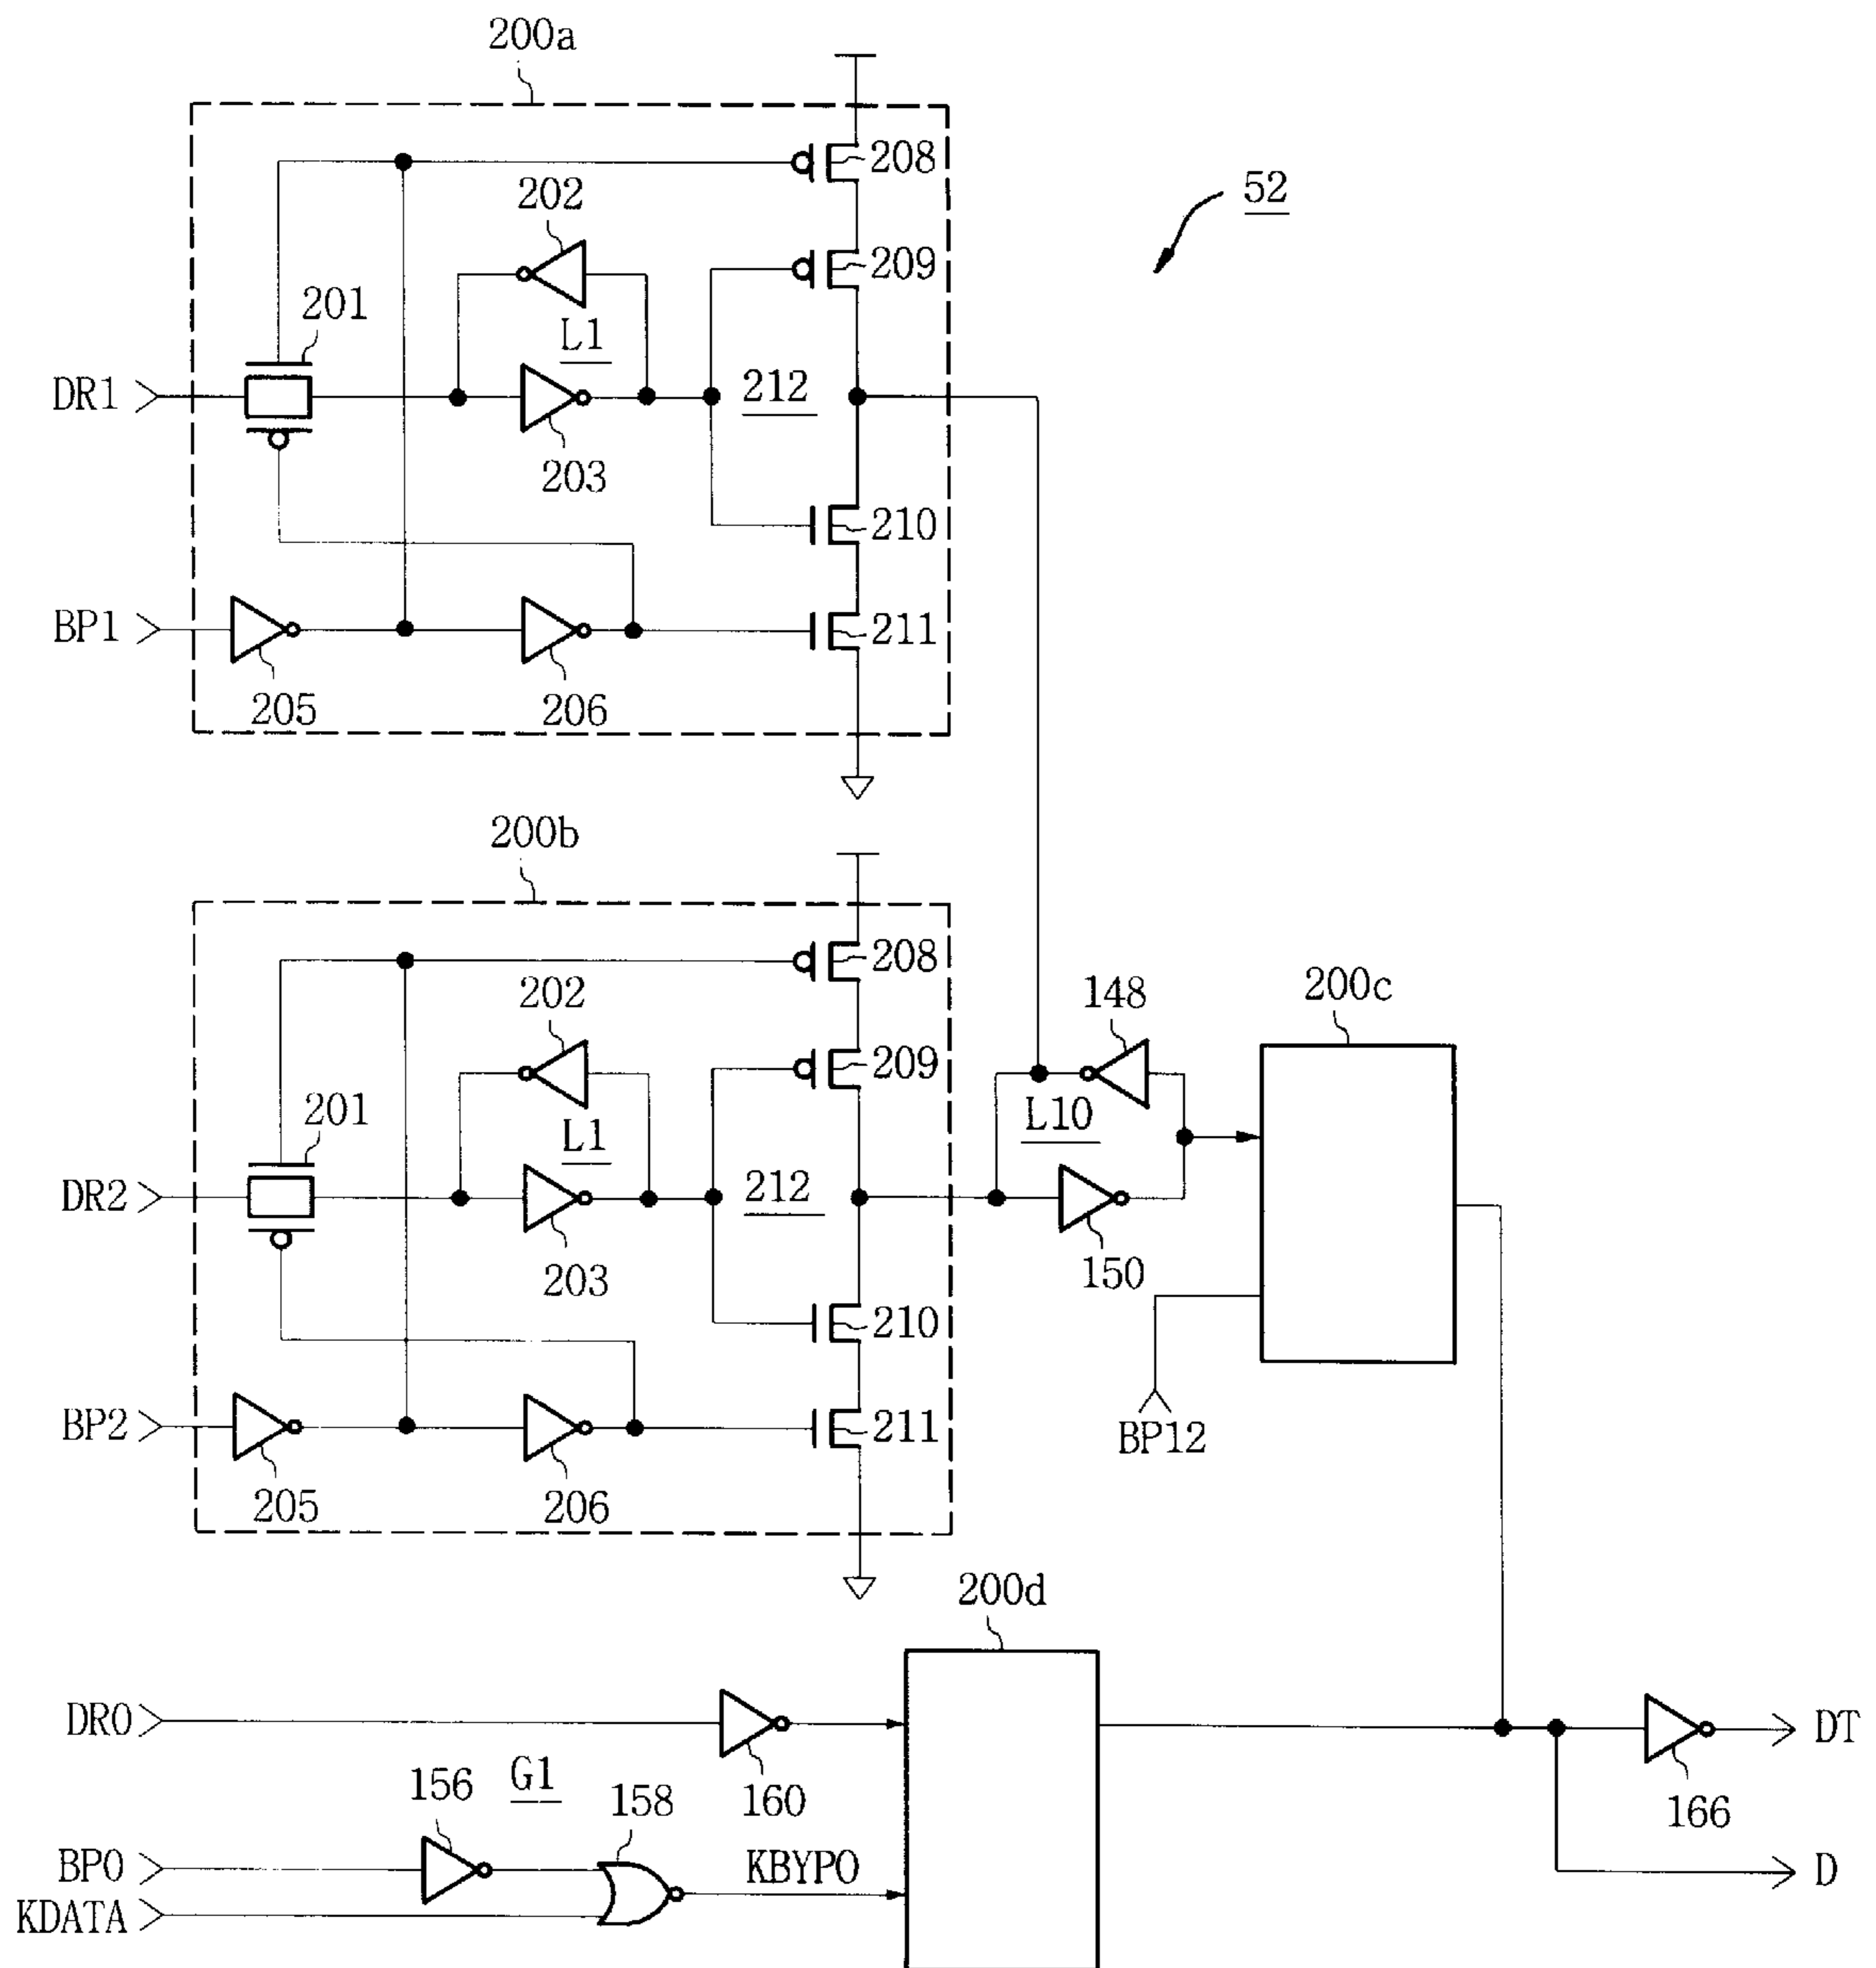 200a
208
52
202
209
201
L1
DR1
212
203
210
BP1
211
205
206
200b
208
202
148
200c
209
201
L1
L10
DR2
212
203
150
210
BP2
211
BP12
205
206
200d
DR0
DT
G1
160
156
158
166
BP0
KBYP0
D
KDATA